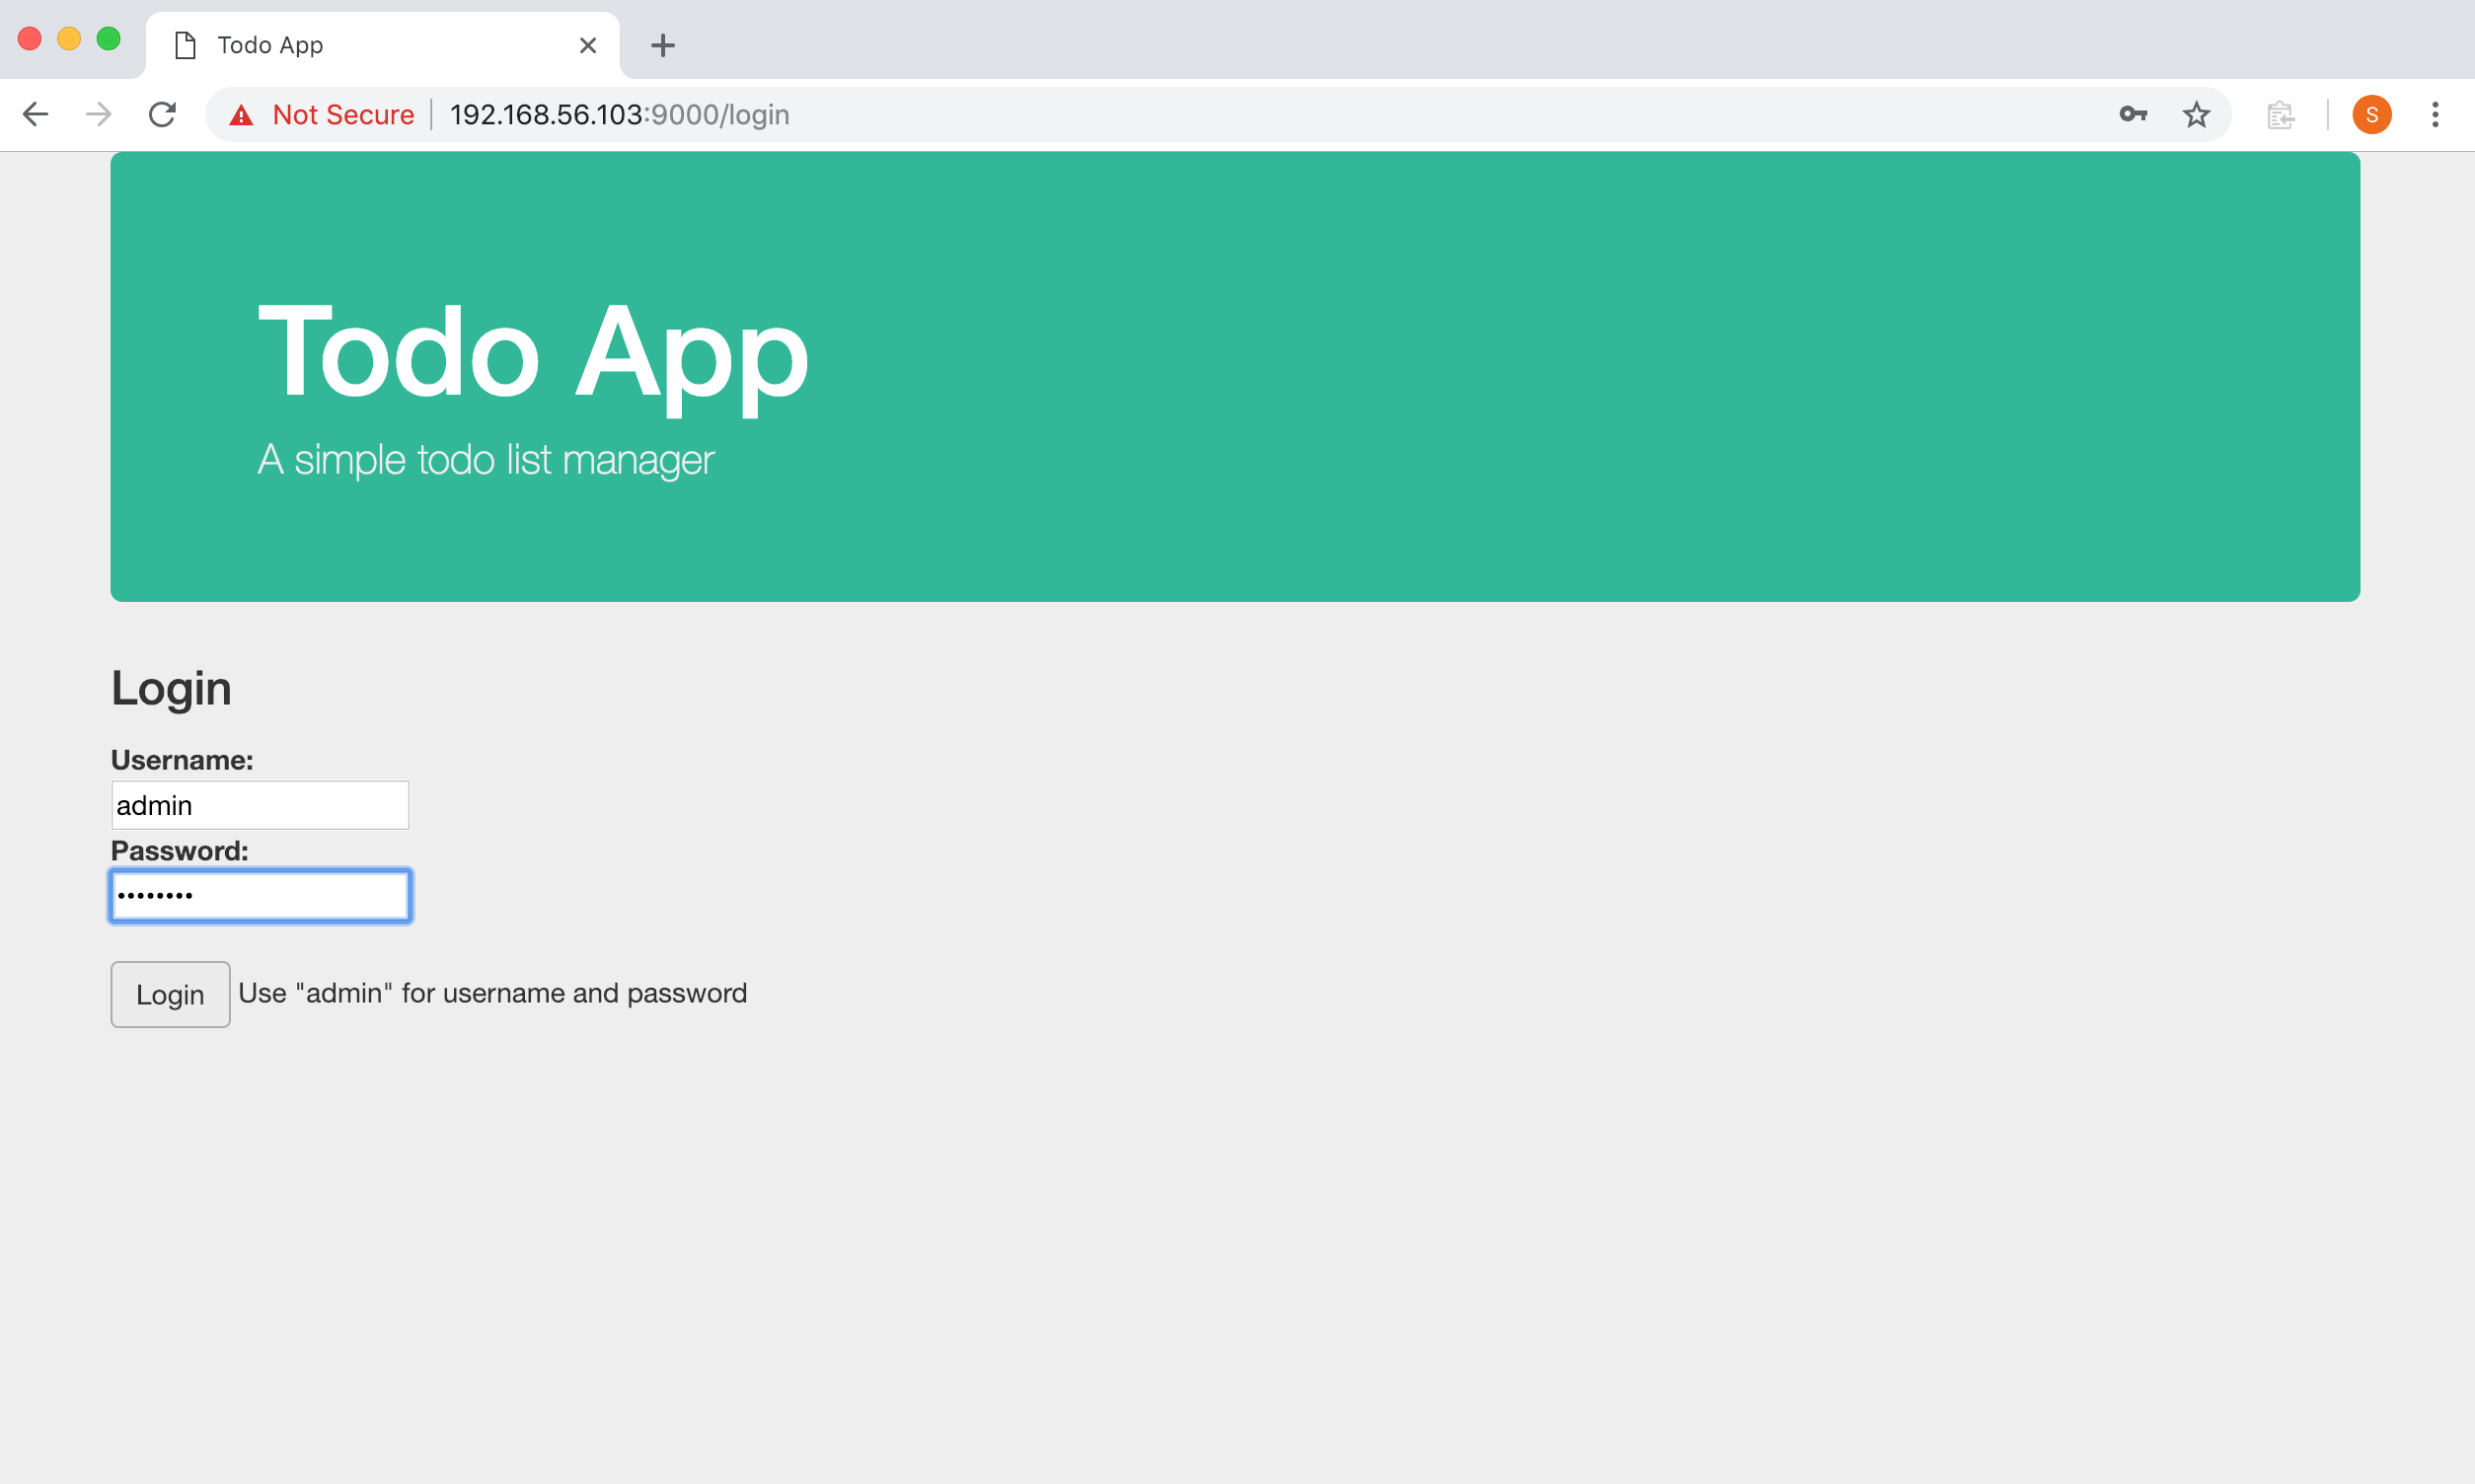 Todo App
Not Secure 192.168.56.103:9000/login
S
Todo App
A simple todo list manager
Login
Username:
admin
Password:
••••••••
Login Use "admin" for username and password